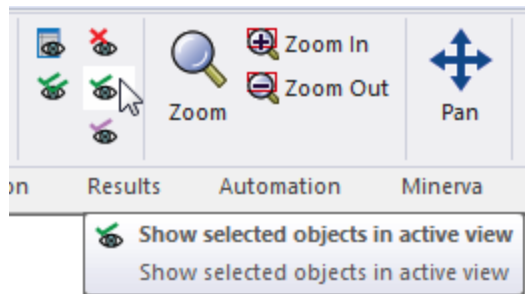 Zoom In
Zoom Out
Zoom
Pan
on Results Automation Minerva
Show selected objects in active view
Show selected objects in active view